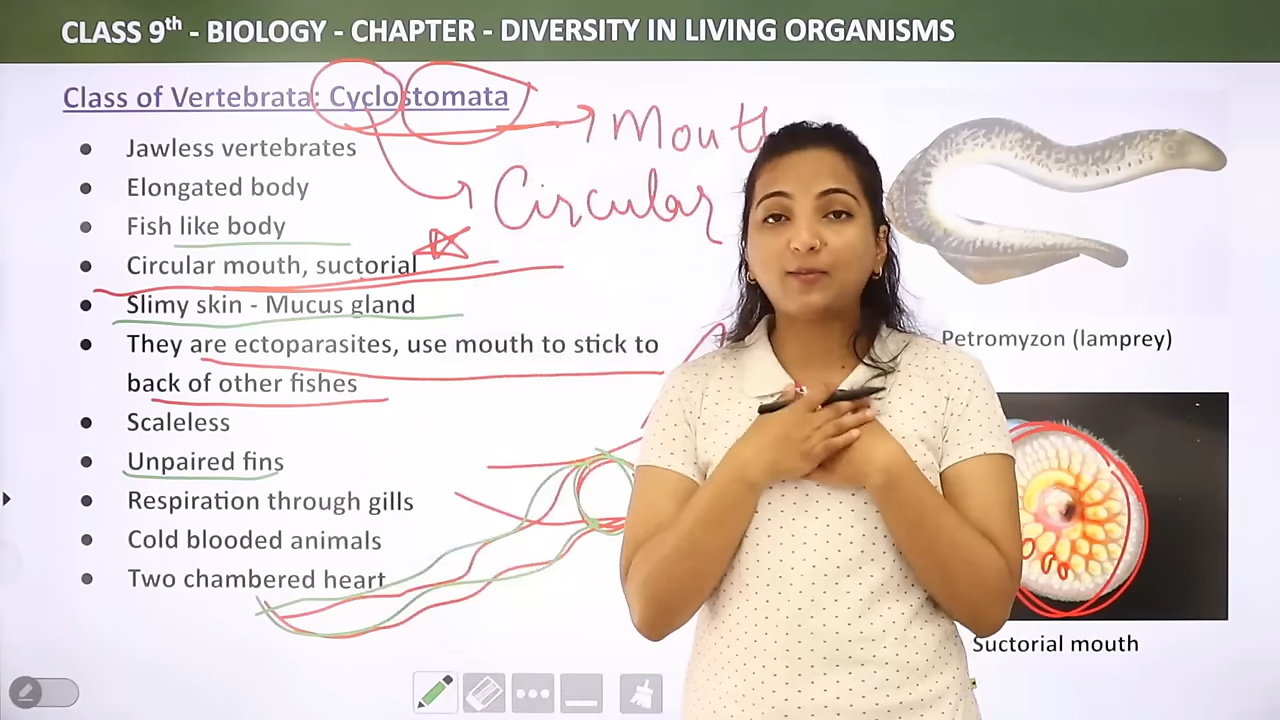 CLASS 9th - BIOLOGY - CHAPTER - DIVERSITY IN LIVING ORGANISMS
Class of Vertebrata: Cyclostomata
Mouth
Circular
• Jawless vertebrates
• Elongated body
• Fish like body
• Circular mouth, suctorial
• Slimy skin - Mucus gland
• They are ectoparasites, use mouth to stick to
back of other fishes
• Scaleless
• Unpaired fins
• Respiration through gills
• Cold blooded animals
• Two chambered heart
Petromyzon (lamprey)
Suctorial mouth